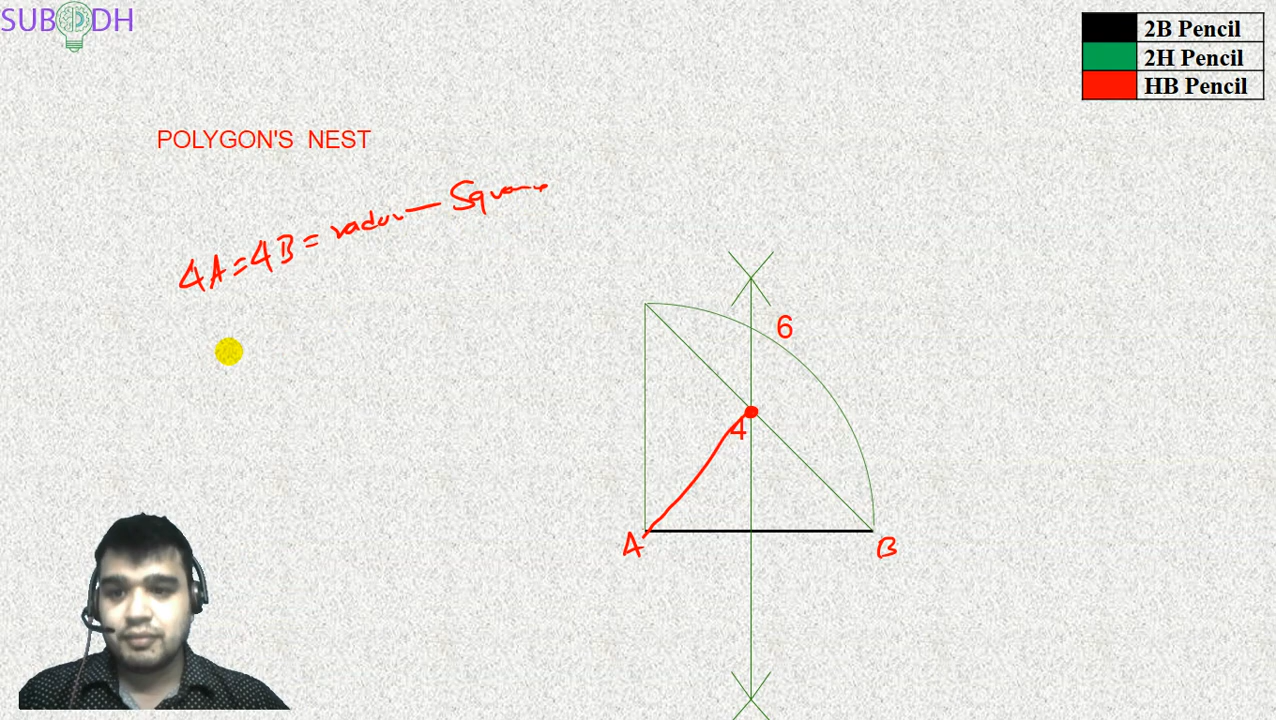 SUBODH
2B Pencil
2H Pencil
HB Pencil
POLYGON'S NEST
4A=4B= radius — Square
6
4
A
B